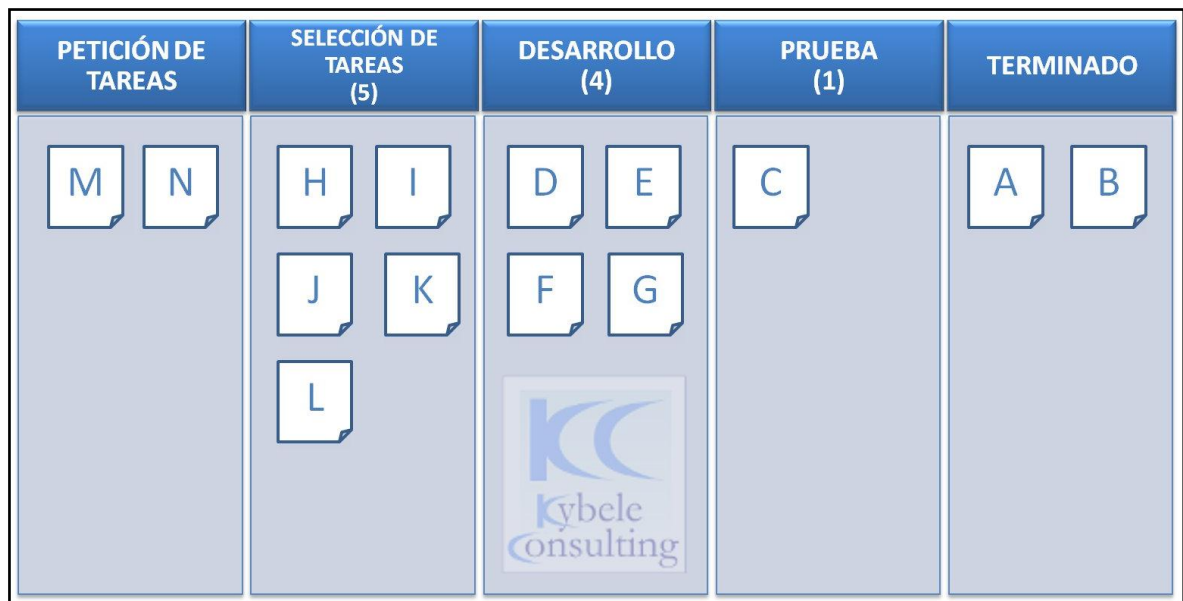 PETICIÓN DE
TAREAS
SELECCIÓN DE
TAREAS
(5)
DESARROLLO
(4)
PRUEBA
(1)
TERMINADO
M N
H I
J K
L
D E
F G
KC
Kybele
Consulting
C
A B